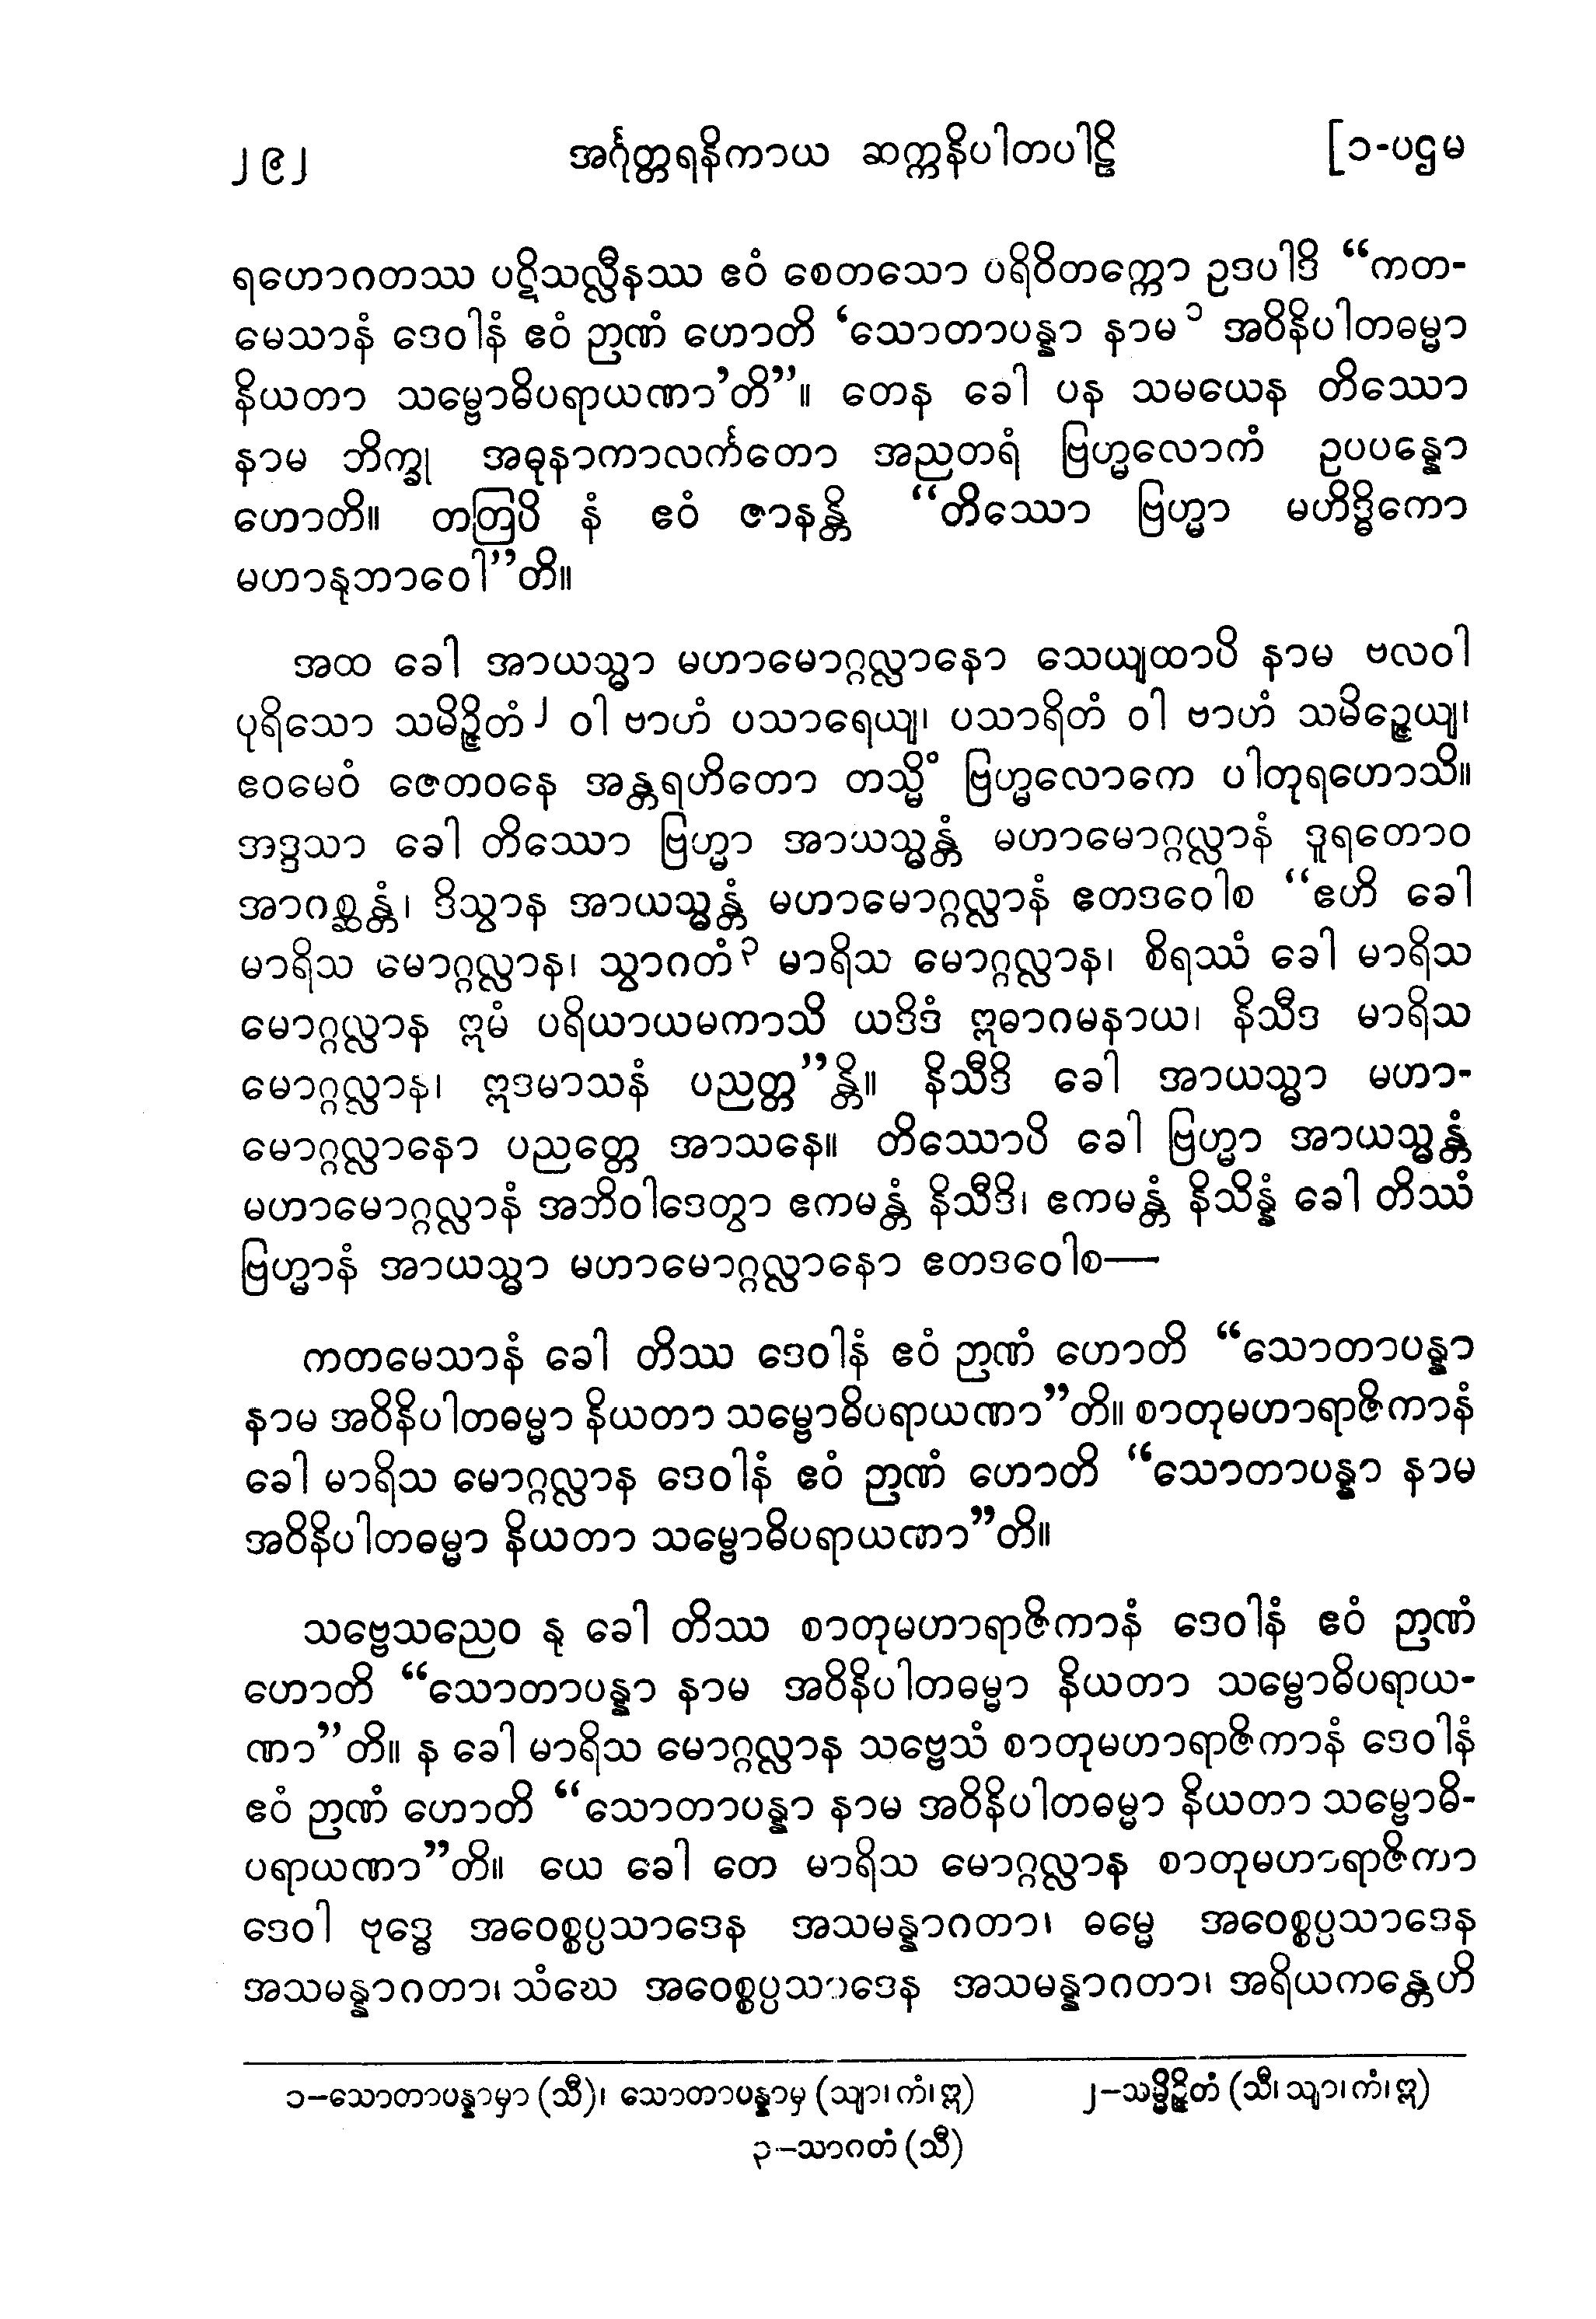 ၂၉၂ အင်္ဂုတ္တရနိကာယ ဆက္ကနိပါတပါဠိ [၁-ပဌမ
ရဟောဂတဿ ပဋိသလ္လီနဿ ဧဝံ စေတသော ပရိဝိတက္ကော ဥဒပါဒိ “ကတ-
မေသာနံ ဒေဝါနံ ဧဝံ ဉာဏံ ဟောတိ ‘သောတာပန္နာ နာမ၁ အဝိနိပါတဓမ္မာ
နိယတာ သမ္ဗောဓိပရာယဏာ’တိ”။ တေန ခေါ ပန သမယေန တိဿော
နာမ ဘိက္ခု အဓုနာကာလင်္ကတော အညတရံ ဗြဟ္မလောကံ ဥပပန္နော
ဟောတိ။ တတြပိ နံ ဧဝံ ဇာနန္တိ “တိဿော ဗြဟ္မာ မဟိဒ္ဓိကော
မဟာနုဘာဝေါ”တိ။
အထ ခေါ အာယသ္မာ မဟာမောဂ္ဂလ္လာနော သေယျထာပိ နာမ ဗလဝါ
ပုရိသော သမိဉ္ဇိတံ၂ ဝါ ဗာဟံ ပသာရေယျ၊ ပသာရိတံ ဝါ ဗာဟံ သမိဉ္ဇေယျ၊
ဧဝမေဝံ ဇေတဝနေ အန္တရဟိတော တသ္မိံ ဗြဟ္မလောကေ ပါတုရဟောသိ။
အဒ္ဒသာ ခေါ တိဿော ဗြဟ္မာ အာယသ္မန္တံ မဟာမောဂ္ဂလ္လာနံ ဒူရတောဝ
အာဂစ္ဆန္တံ၊ ဒိသွာန အာယသ္မန္တံ မဟာမောဂ္ဂလ္လာနံ ဧတဒဝေါစ “ဧဟိ ခေါ
မာရိသ မောဂ္ဂလ္လာန၊ သွာဂတံ၃ မာရိသ မောဂ္ဂလ္လာန၊ စိရဿံ ခေါ မာရိသ
မောဂ္ဂလ္လာန ဣမံ ပရိယာယမကာသိ ယဒိဒံ ဣဓာဂမနာယ၊ နိသီဒ မာရိသ
မောဂ္ဂလ္လာန၊ ဣဒမာသနံ ပညတ္တ”န္တိ။ နိသီဒိ ခေါ အာယသ္မာ မဟာ-
မောဂ္ဂလ္လာနော ပညတ္တေ အာသနေ။ တိဿောပိ ခေါ ဗြဟ္မာ အာယသ္မန္တံ
မဟာမောဂ္ဂလ္လာနံ အဘိဝါဒေတွာ ဧကမန္တံ နိသီဒိ၊ ဧကမန္တံ နိသိန္နံ ခေါ တိဿံ
ဗြဟ္မာနံ အာယသ္မာ မဟာမောဂ္ဂလ္လာနော ဧတဒဝေါစ—
ကတမေသာနံ ခေါ တိဿ ဒေဝါနံ ဧဝံ ဉာဏံ ဟောတိ “သောတာပန္နာ
နာမ အဝိနိပါတဓမ္မာ နိယတာ သမ္ဗောဓိပရာယဏာ”တိ။ စာတုမဟာရာဇိကာနံ
ခေါ မာရိသ မောဂ္ဂလ္လာန ဒေဝါနံ ဧဝံ ဉာဏံ ဟောတိ “သောတာပန္နာ နာမ
အဝိနိပါတဓမ္မာ နိယတာ သမ္ဗောဓိပရာယဏာ”တိ။
သဗ္ဗေသညေဝ နု ခေါ တိဿ စာတုမဟာရာဇိကာနံ ဒေဝါနံ ဧဝံ ဉာဏံ
ဟောတိ “သောတာပန္နာ နာမ အဝိနိပါတဓမ္မာ နိယတာ သမ္ဗောဓိပရာယ-
ဏာ”တိ။ န ခေါ မာရိသ မောဂ္ဂလ္လာန သဗ္ဗေသံ စာတုမဟာရာဇိကာနံ ဒေဝါနံ
ဧဝံ ဉာဏံ ဟောတိ “သောတာပန္နာ နာမ အဝိနိပါတဓမ္မာ နိယတာ သမ္ဗောဓိ-
ပရာယဏာ”တိ။ ယေ ခေါ တေ မာရိသ မောဂ္ဂလ္လာန စာတုမဟာရာဇိကာ
ဒေဝါ ဗုဒ္ဓေ အဝေစ္စပ္ပသာဒေန အသမန္နာဂတာ၊ ဓမ္မေ အဝေစ္စပ္ပသာဒေန
အသမန္နာဂတာ၊ သံဃေ အဝေစ္စပ္ပသာဒေန အသမန္နာဂတာ၊ အရိယကန္တေဟိ
၁–သောတာပန္နာမှာ (သီ)၊ သောတာပန္နာမှ (သျာ၊ ကံ၊ ဣ) ၂–သမ္မိဉ္ဇိတံ (သီ၊ သျာ၊ ကံ၊ ဣ)
၃–သာဂတံ (သီ)